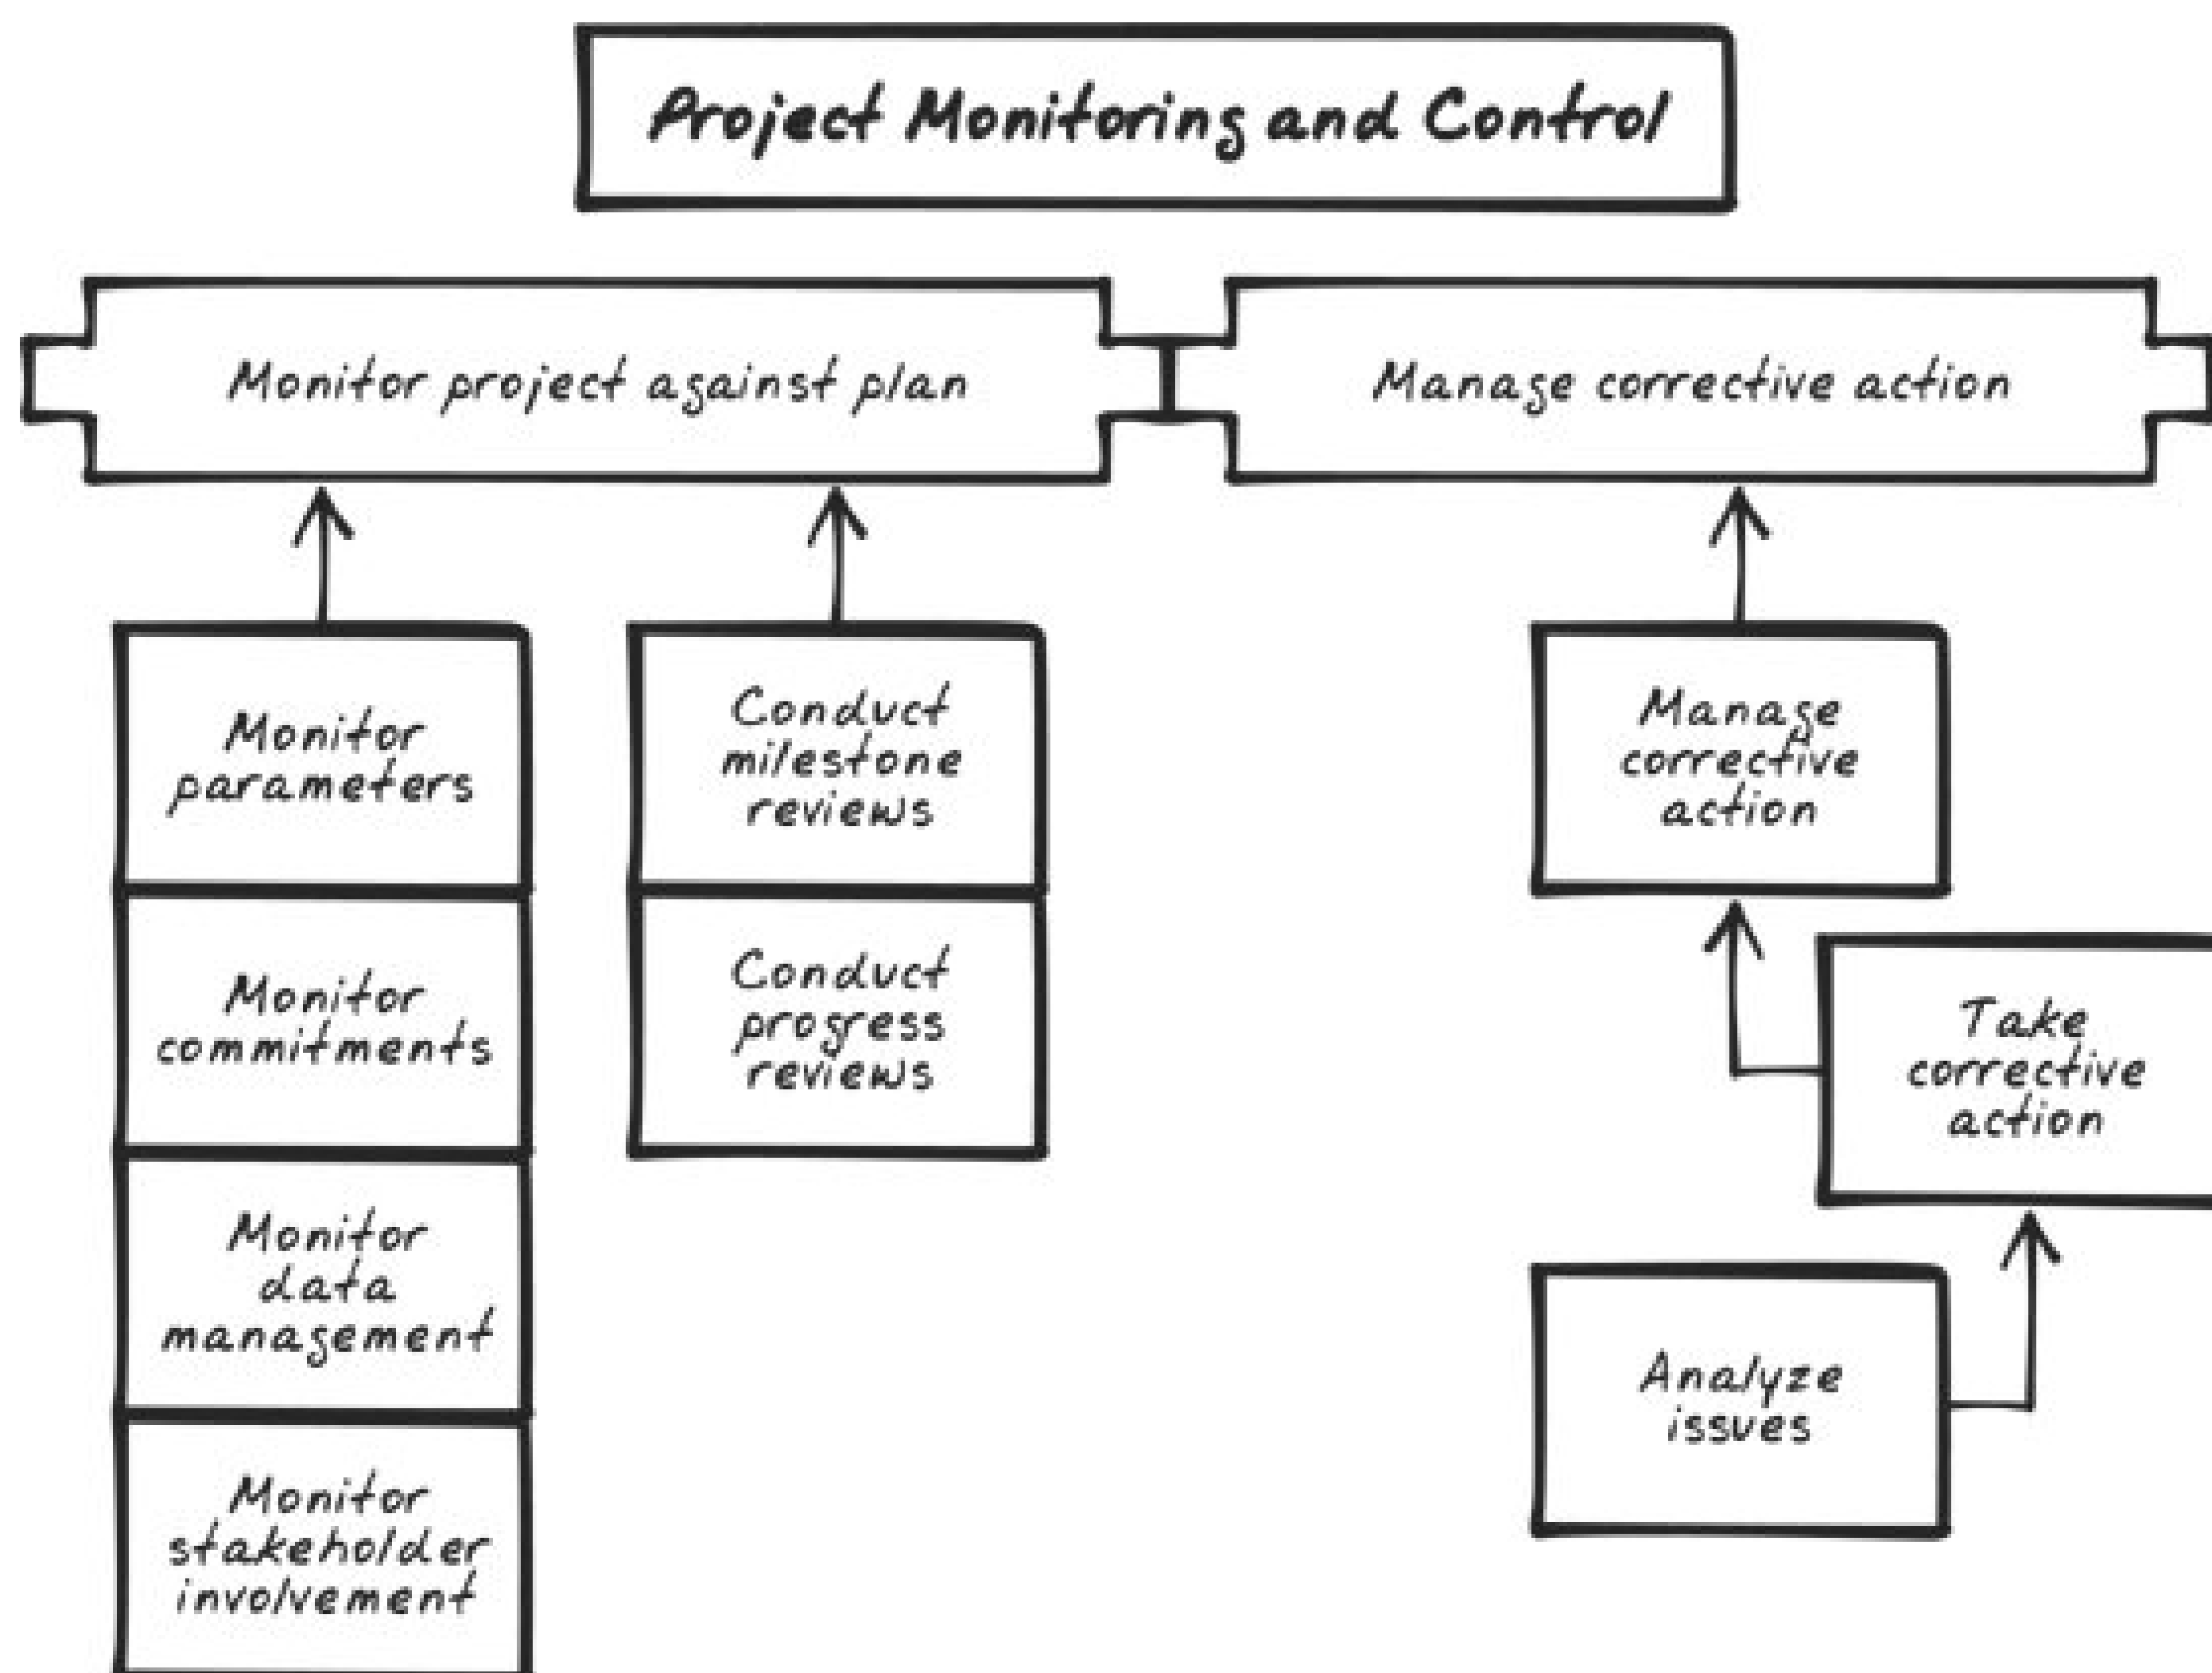 Project Monitoring and Control
Monitor project against plan
Manage corrective action
Monitor
parameters
Monitor
commitments
Monitor
data
management
Monitor
stakeholder
involvement
Conduct
milestone
reviews
Conduct
progress
reviews
Manage
corrective
action
Take
corrective
action
Analyze
issues